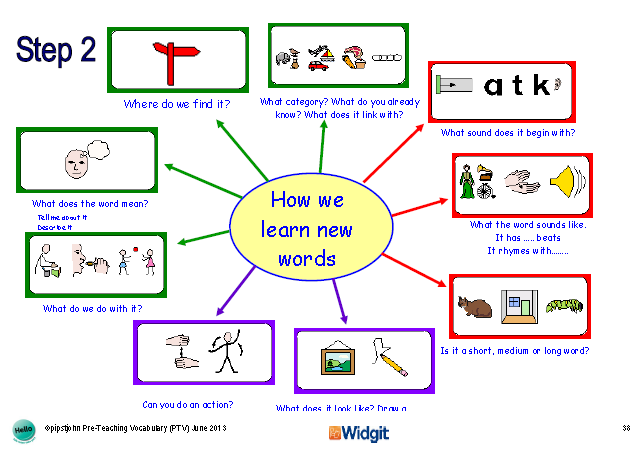 Step 2
Where do we find it?
What category? What do you already
know? What does it link with?
a t k
What sound does it begin with?
What does the word mean?
Tell me about it
Describe it
How we
learn new
words
What the word sounds like.
It has ..... beats
It rhymes with........
What do we do with it?
Is it a short, medium or long word?
Can you do an action?
What does it look like? Draw a
Hello
©pipstjohn Pre-Teaching Vocabulary (PTV) June 2013
Widgit
38